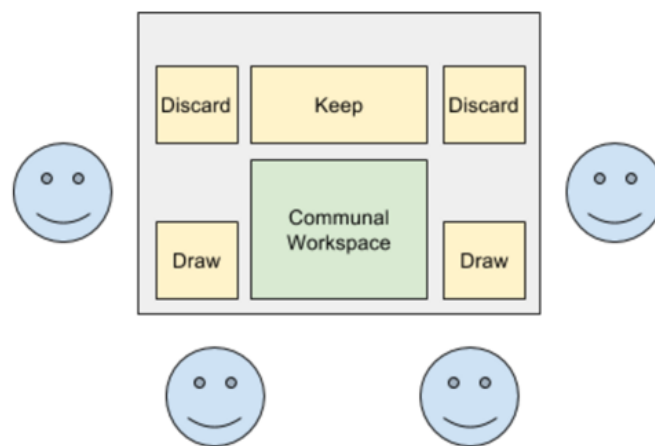 Discard
Keep
Discard
Communal
Workspace
Draw
Draw